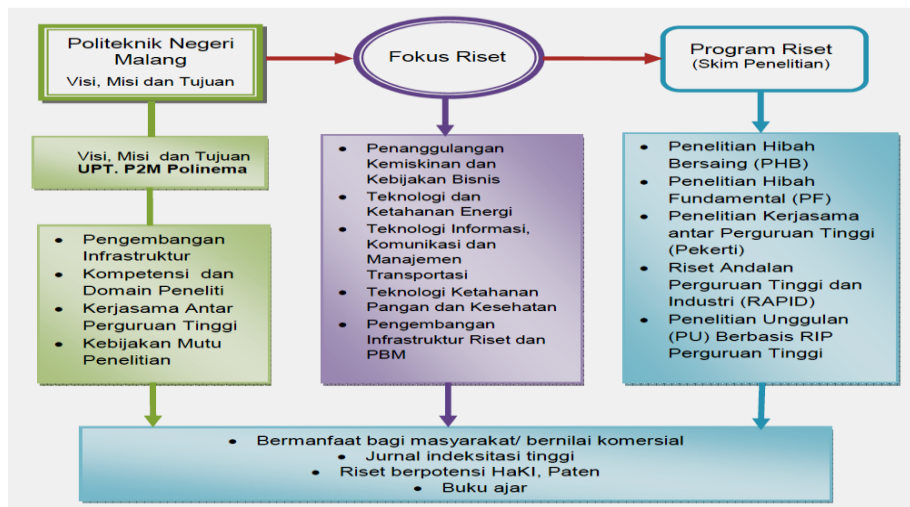 Politeknik Negeri
Malang
Visi, Misi dan Tujuan
Fokus Riset
Program Riset
(Skim Penelitian)
Visi, Misi dan Tujuan
UPT. P2M Polinema
• Pengembangan
Infrastruktur
• Kompetensi dan
Domain Peneliti
• Kerjasama Antar
Perguruan Tinggi
• Kebijakan Mutu
Penelitian
• Penanggulangan
Kemiskinan dan
Kebijakan Bisnis
• Teknologi dan
Ketahanan Energi
• Teknologi Informasi,
Komunikasi dan
Manajemen
Transportasi
• Teknologi Ketahanan
Pangan dan Kesehatan
• Pengembangan
Infrastruktur Riset dan
PBM
• Penelitian Hibah
Bersaing (PHB)
• Penelitian Hibah
Fundamental (PF)
• Penelitian Kerjasama
antar Perguruan Tinggi
(Pekerti)
• Riset Andalan
Perguruan Tinggi dan
Industri (RAPID)
• Penelitian Unggulan
(PU) Berbasis RIP
Perguruan Tinggi
• Bermanfaat bagi masyarakat/ bernilai komersial
• Jurnal indeksitasi tinggi
• Riset berpotensi HaKI, Paten
• Buku ajar